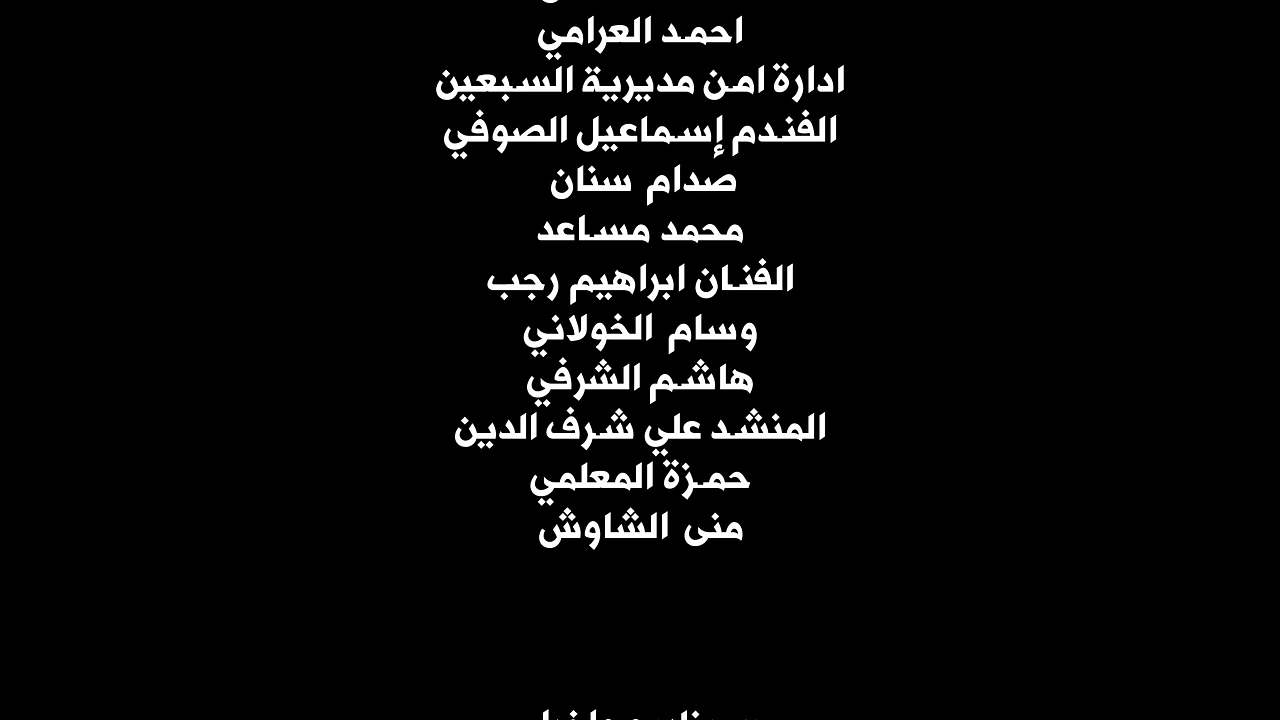 احمد العرامي
ادارة امن مديرية السبعين
الفندم إسماعيل الصوفي
صدام سنان
محمد مساعد
الفنان ابراهيم رجب
وسام الخولاني
هاشم الشرفي
المنشد علي شرف الدين
حمزة المعلمي
منى الشاوش